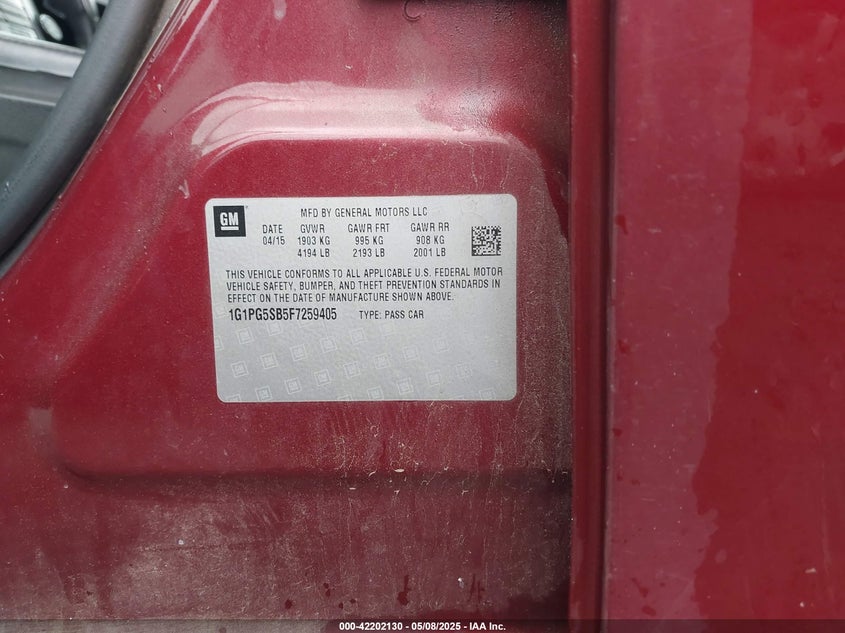 GM
MFD BY GENERAL MOTORS LLC
DATE GVWR GAWR FRT GAWR RR
04/15 1903 KG 995 KG 908 KG
4194 LB 2193 LB 2001 LB
THIS VEHICLE CONFORMS TO ALL APPLICABLE U.S. FEDERAL MOTOR
VEHICLE SAFETY, BUMPER, AND THEFT PREVENTION STANDARDS IN
EFFECT ON THE DATE OF MANUFACTURE SHOWN ABOVE.
1G1PG5SB5F7259405 TYPE: PASS CAR
000-42202130 - 05/08/2025 - IAA Inc.